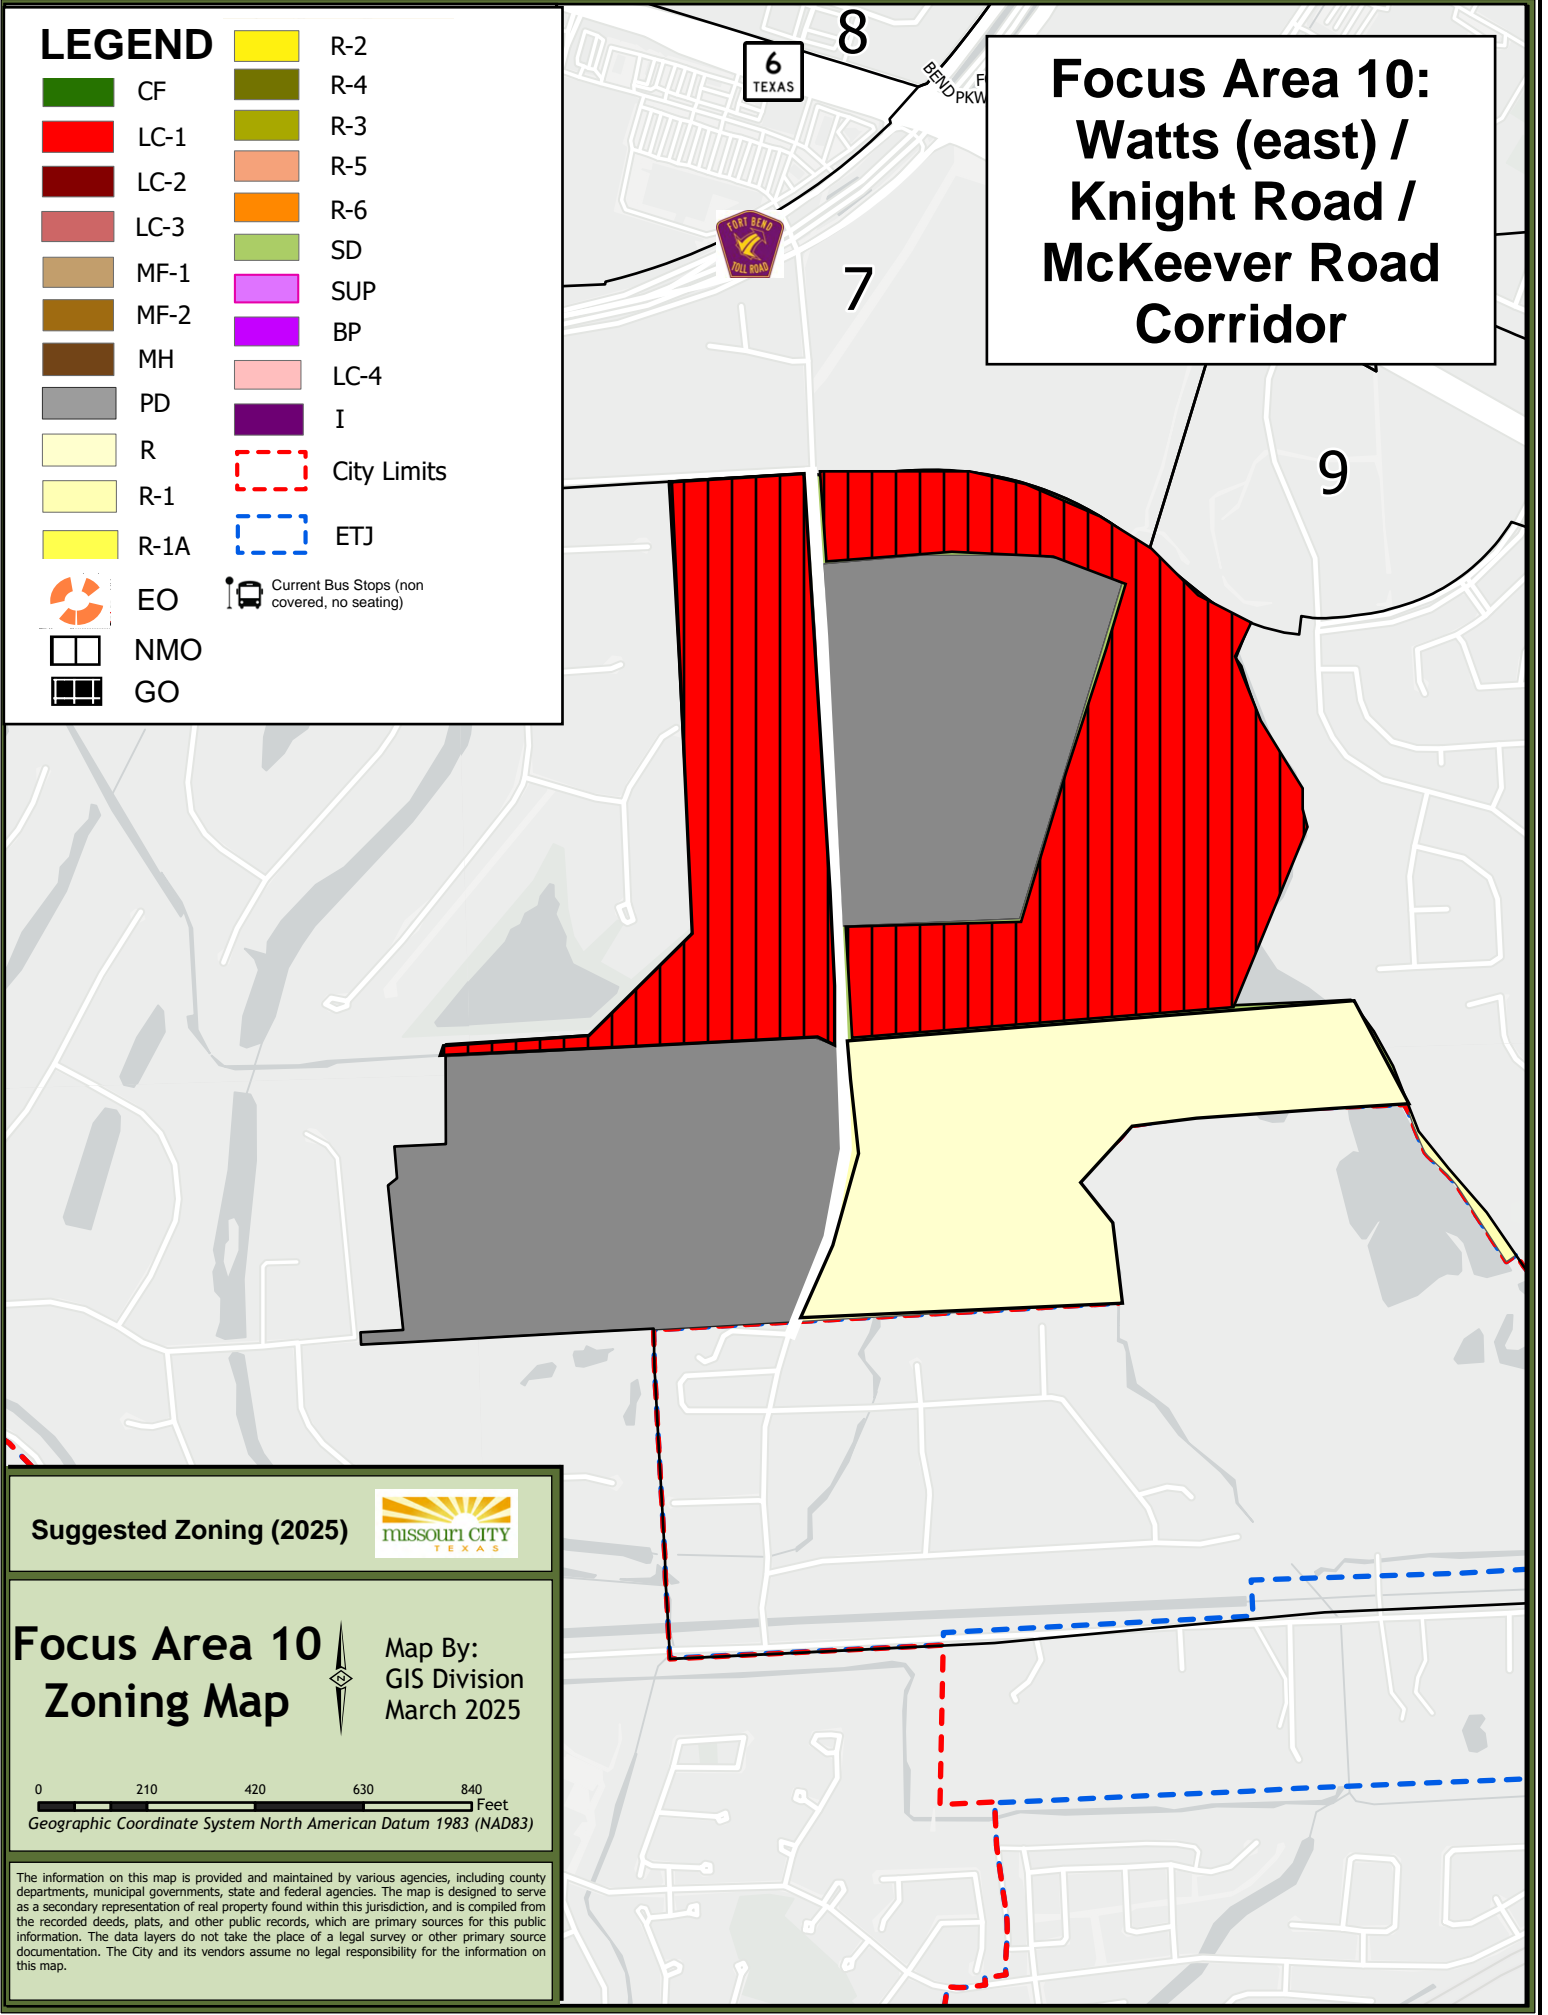 LEGEND
CF
LC-1
LC-2
LC-3
MF-1
MF-2
MH
PD
R
R-1
R-1A
EO
NMO
GO
R-2
R-4
R-3
R-5
R-6
SD
SUP
BP
LC-4
I
City Limits
ETJ
Current Bus Stops (non
covered, no seating)
8
6
TEXAS
BEND
PKW
FORT BEND
TOLL ROAD
7
9
Focus Area 10:
Watts (east) /
Knight Road /
McKeever Road
Corridor
Suggested Zoning (2025)
missouri CITY
TEXAS
Focus Area 10
Zoning Map
N
Map By:
GIS Division
March 2025
0 210 420 630 840
Feet
Geographic Coordinate System North American Datum 1983 (NAD83)
The information on this map is provided and maintained by various agencies, including county
departments, municipal governments, state and federal agencies. The map is designed to serve
as a secondary representation of real property found within this jurisdiction, and is compiled from
the recorded deeds, plats, and other public records, which are primary sources for this public
information. The data layers do not take the place of a legal survey or other primary source
documentation. The City and its vendors assume no legal responsibility for the information on
this map.